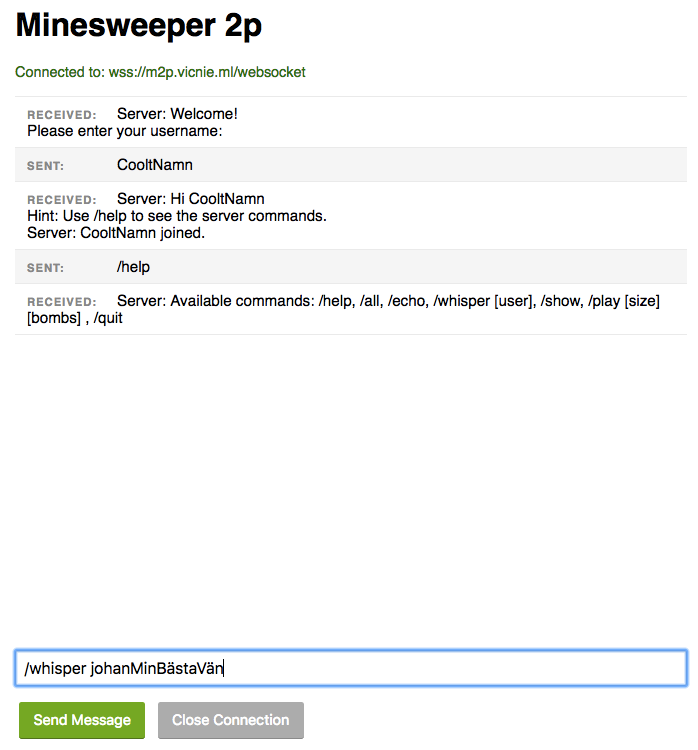 Minesweeper 2p
Connected to: wss://m2p.vicnie.ml/websocket
RECEIVED: Server: Welcome!
Please enter your username:
SENT: CooltNamn
RECEIVED: Server: Hi CooltNamn
Hint: Use /help to see the server commands.
Server: CooltNamn joined.
SENT: /help
RECEIVED: Server: Available commands: /help, /all, /echo, /whisper [user], /show, /play [size]
[bombs] , /quit
/whisper johanMinBästaVän
Send Message Close Connection